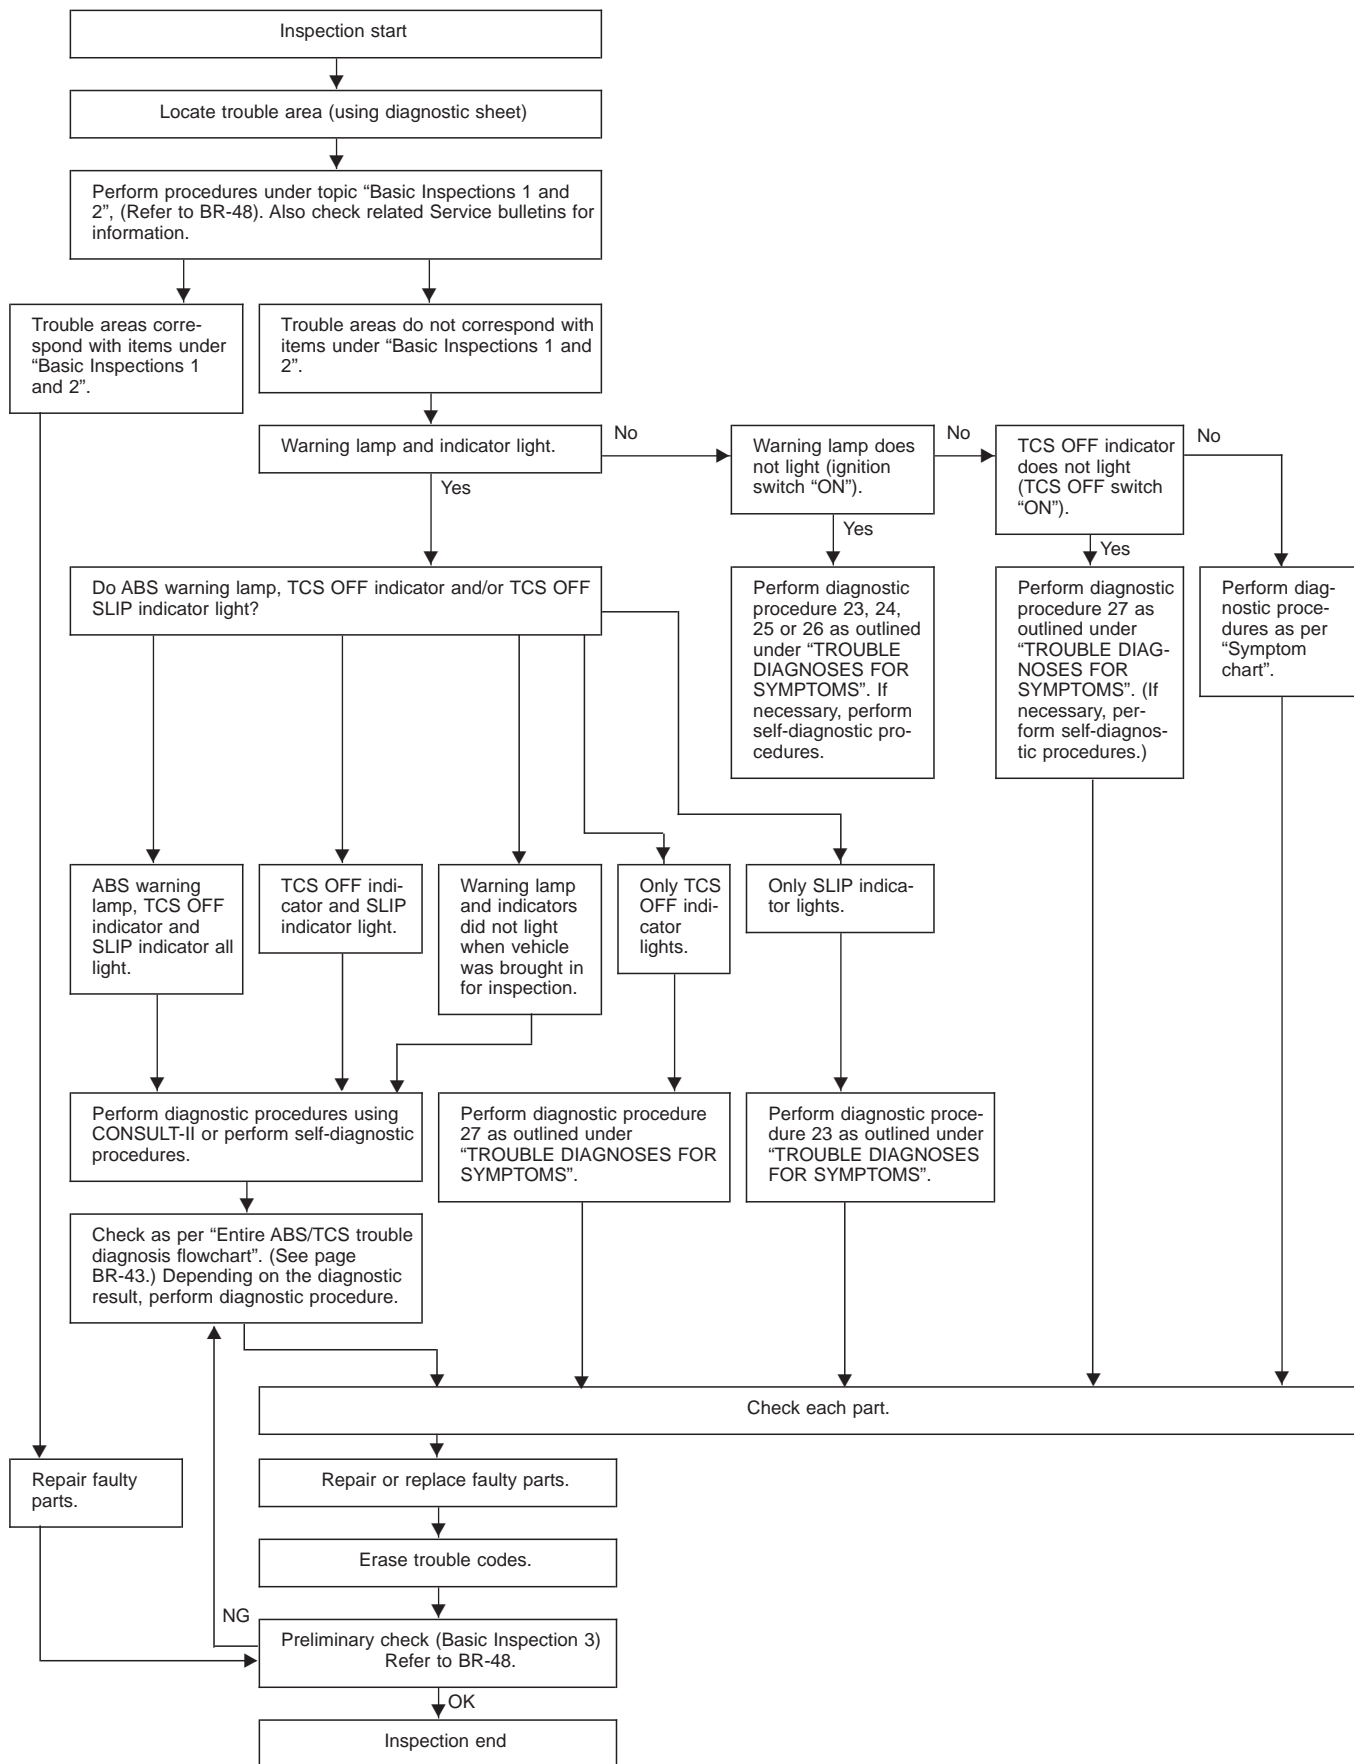 Inspection start
Locate trouble area (using diagnostic sheet)
Perform procedures under topic “Basic Inspections 1 and
2”, (Refer to BR-48). Also check related Service bulletins for
information.
Trouble areas corre-
spond with items under
“Basic Inspections 1
and 2”.
Trouble areas do not correspond with
items under “Basic Inspections 1 and
2”.
Warning lamp and indicator light.
No
Warning lamp does
not light (ignition
switch “ON”).
No
TCS OFF indicator
does not light
(TCS OFF switch
“ON”).
No
Yes
Yes
Yes
Do ABS warning lamp, TCS OFF indicator and/or TCS OFF
SLIP indicator light?
Perform diagnostic
procedure 23, 24,
25 or 26 as outlined
under “TROUBLE
DIAGNOSES FOR
SYMPTOMS”. If
necessary, perform
self-diagnostic pro-
cedures.
Perform diagnostic
procedure 27 as
outlined under
“TROUBLE DIAG-
NOSES FOR
SYMPTOMS”. (If
necessary, per-
form self-diagnos-
tic procedures.)
Perform diag-
nostic proce-
dures as per
“Symptom
chart”.
ABS warning
lamp, TCS OFF
indicator and
SLIP indicator all
light.
TCS OFF indi-
cator and SLIP
indicator light.
Warning lamp
and indicators
did not light
when vehicle
was brought in
for inspection.
Only TCS
OFF indi-
cator
lights.
Only SLIP indica-
tor lights.
Perform diagnostic procedures using
CONSULT-II or perform self-diagnostic
procedures.
Perform diagnostic procedure
27 as outlined under
“TROUBLE DIAGNOSES FOR
SYMPTOMS”.
Perform diagnostic proce-
dure 23 as outlined under
“TROUBLE DIAGNOSES
FOR SYMPTOMS”.
Check as per “Entire ABS/TCS trouble
diagnosis flowchart”. (See page
BR-43.) Depending on the diagnostic
result, perform diagnostic procedure.
Check each part.
Repair faulty
parts.
Repair or replace faulty parts.
Erase trouble codes.
NG
Preliminary check (Basic Inspection 3)
Refer to BR-48.
OK
Inspection end